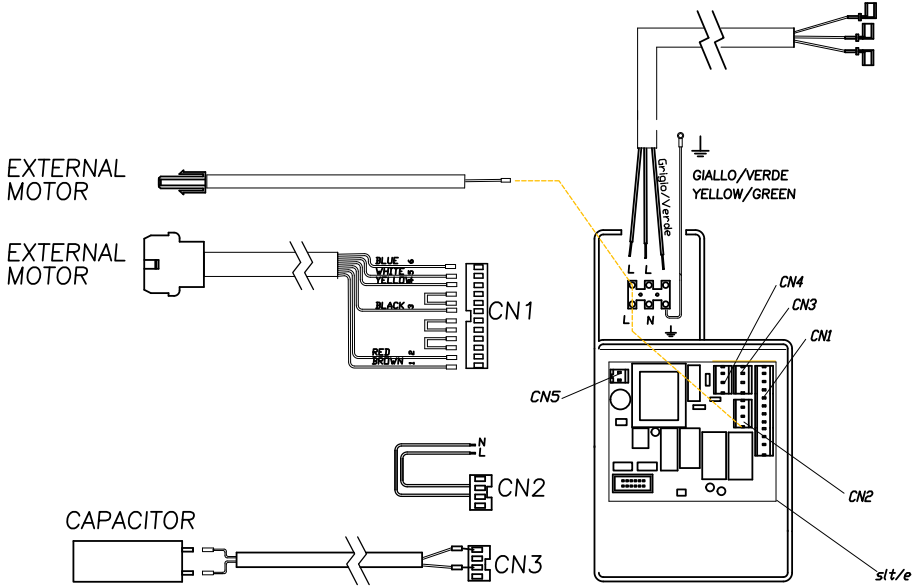 EXTERNAL
MOTOR
EXTERNAL
MOTOR
BLUE 6
WHITE 5
YELLOW 4
BLACK 3
RED 2
BROWN 1
CN1
N
L
CN2
CAPACITOR
CN3
Grigio/Verde
GIALLO/VERDE
YELLOW/GREEN
L L
L N
CN4
CN3
CN1
CN5
CN2
slt/e